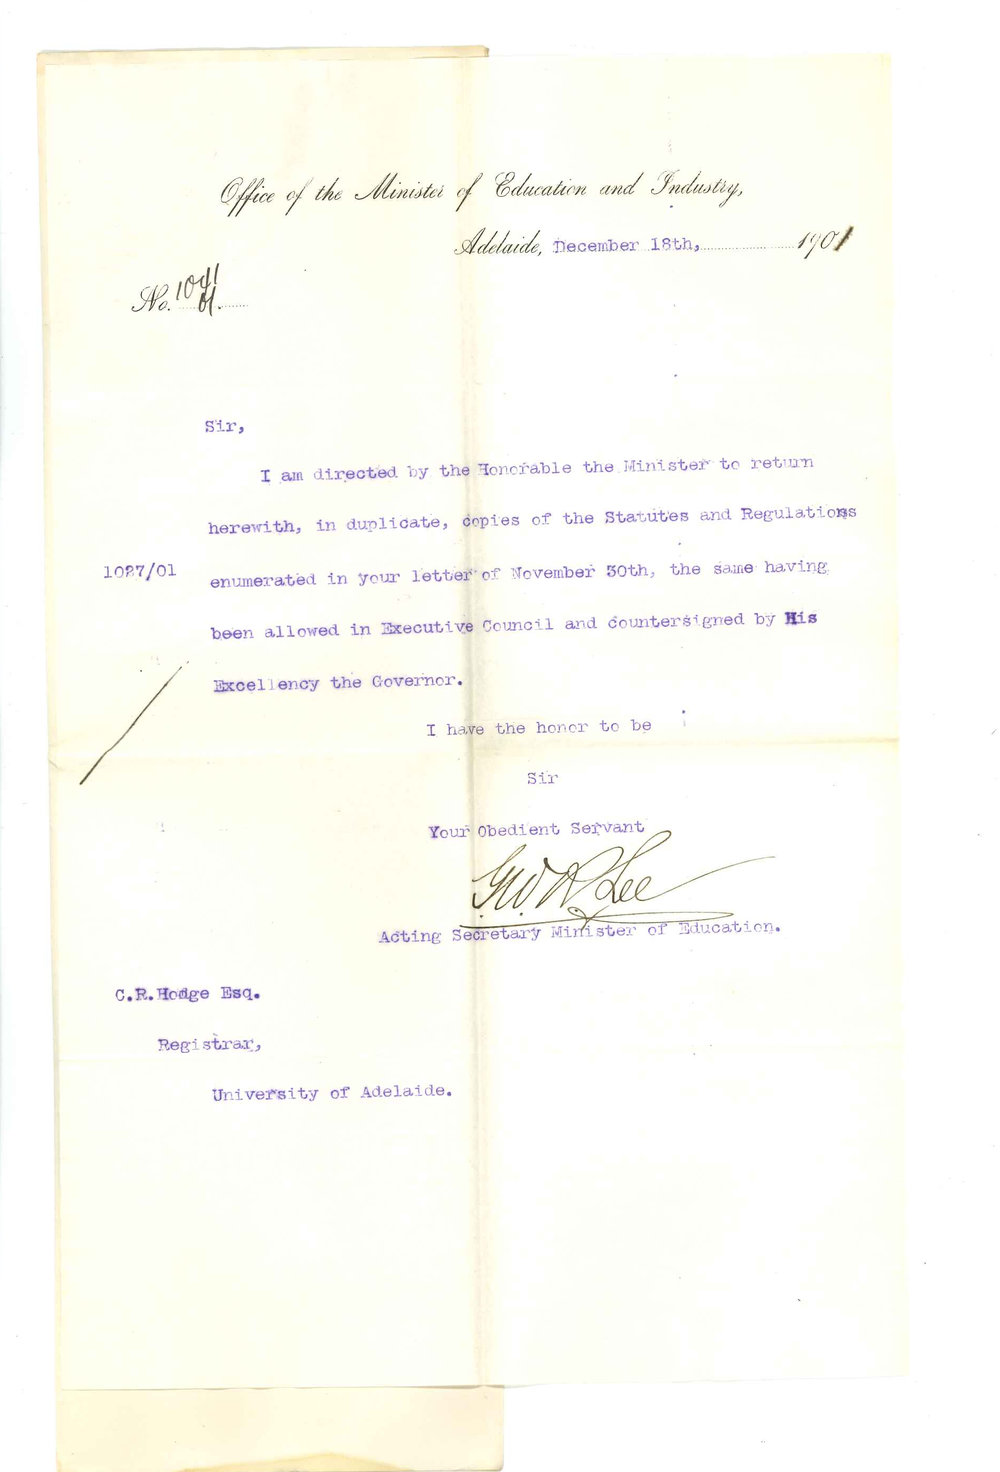 Office of the Minister of Education and Industry,
Adelaide, December 18th, 1901
No. 1041/01.
Sir,
I am directed by the Honorable the Minister to return
herewith, in duplicate, copies of the Statutes and Regulations
1027/01 enumerated in your letter of November 30th, the same having
been allowed in Executive Council and countersigned by His
Excellency the Governor.
I have the honor to be
Sir
Your Obedient Servant
Lee
Acting Secretary Minister of Education.
C.R.Hodge Esq.
Registrar,
University of Adelaide.